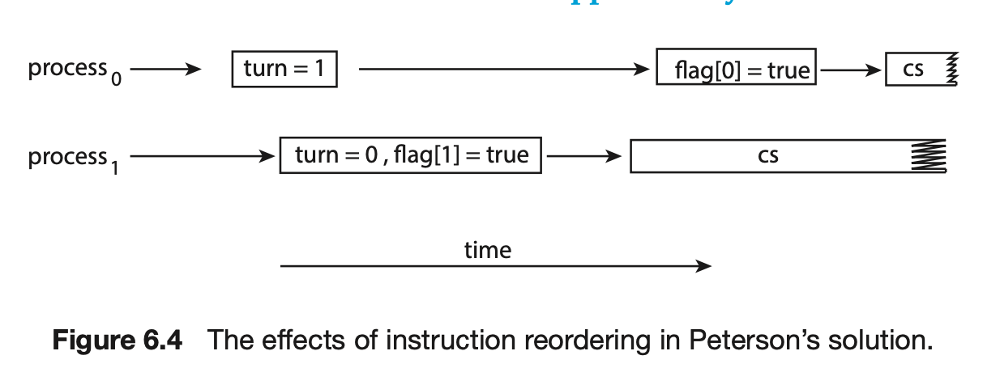 process0 turn = 1 flag[0] = true cs
process1 turn = 0 , flag[1] = true cs
time
Figure 6.4 The effects of instruction reordering in Peterson’s solution.